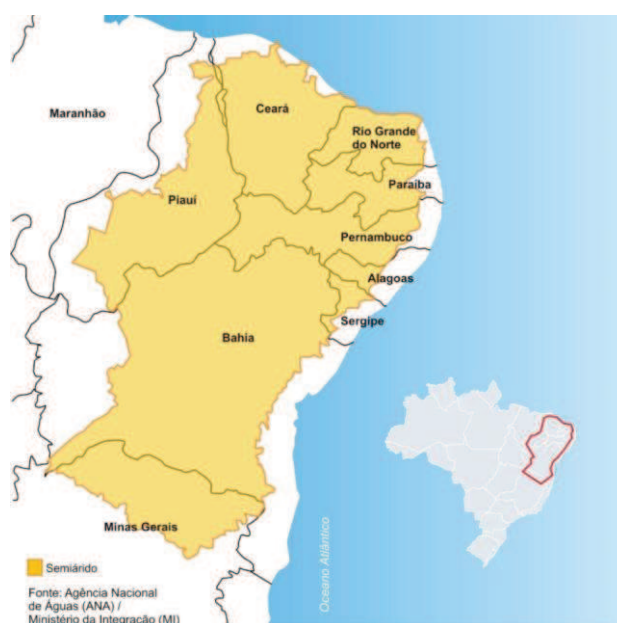 Maranhão
Ceará
Rio Grande
do Norte
Paraíba
Piauí
Pernambuco
Alagoas
Sergipe
Bahia
Minas Gerais
Oceano Atlântico
Semiárido
Fonte: Agência Nacional
de Águas (ANA) /
Ministério da Integração (MI)